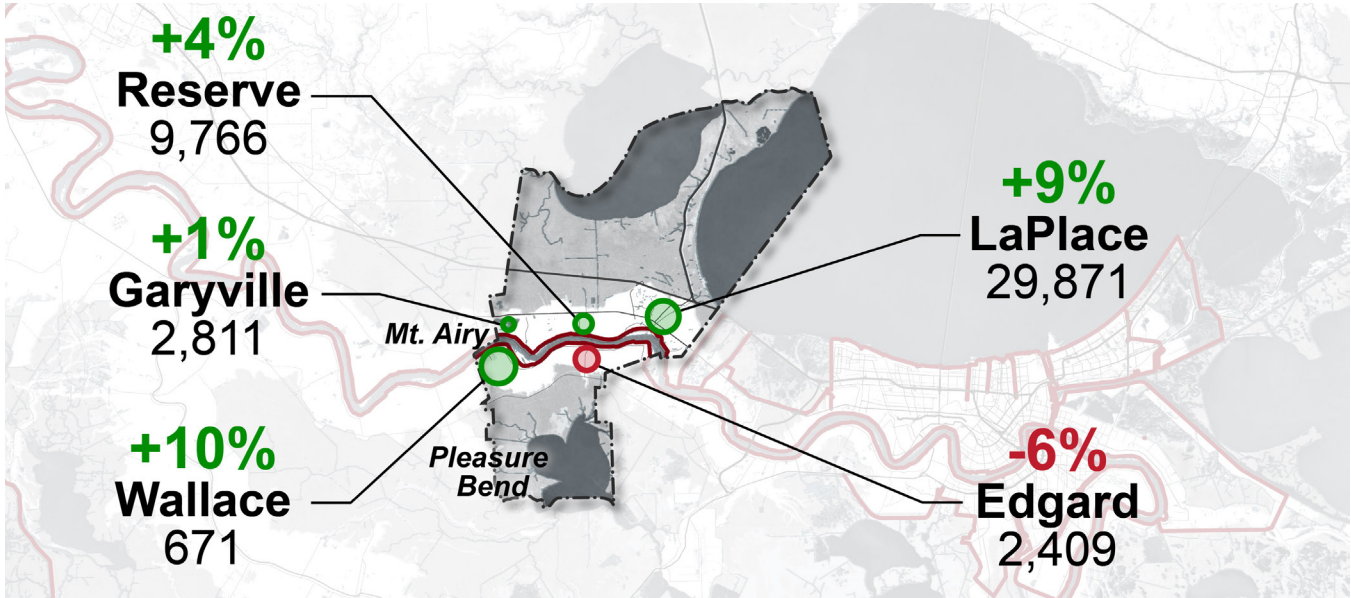 +4%
Reserve
9,766
+1%
Garyville
2,811
Mt. Airy
+10%
Wallace
671
Pleasure
Bend
+9%
LaPlace
29,871
-6%
Edgard
2,409